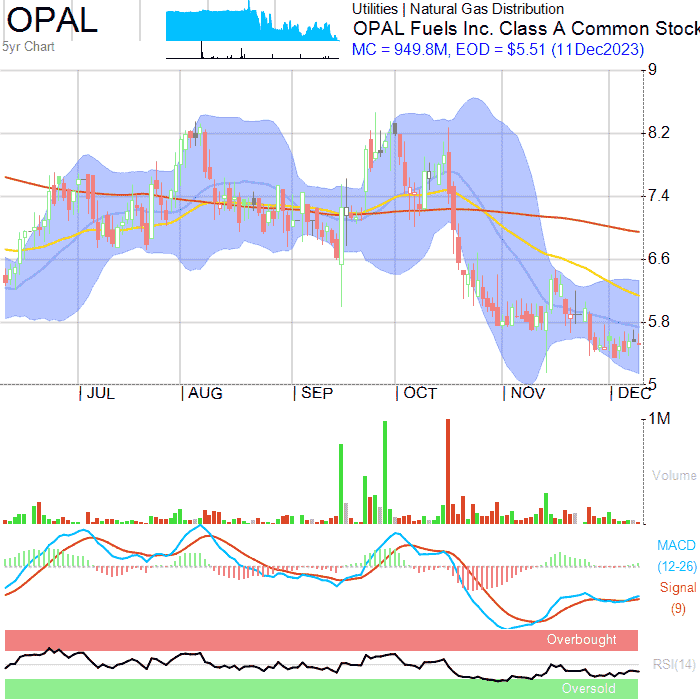 OPAL
5yr Chart
Utilities | Natural Gas Distribution
OPAL Fuels Inc. Class A Common Stock
MC = 949.8M, EOD = $5.51 (11Dec2023)
9
8.2
7.4
6.6
5.8
5
JUL AUG SEP OCT NOV DEC
1M
Volume
MACD
(12-26)
Signal
(9)
Overbought
RSI(14)
Oversold